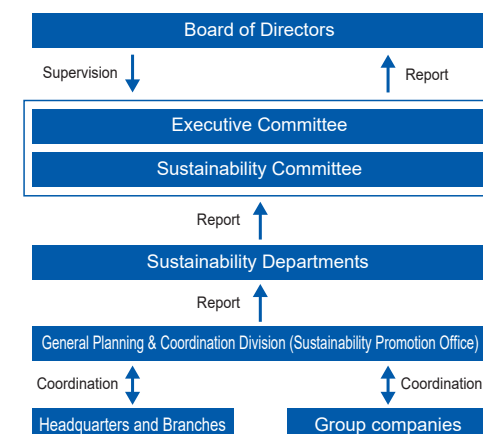 Board of Directors
Supervision
Report
Executive Committee
Sustainability Committee
Report
Sustainability Departments
Report
General Planning & Coordination Division (Sustainability Promotion Office)
Coordination
Coordination
Headquarters and Branches
Group companies